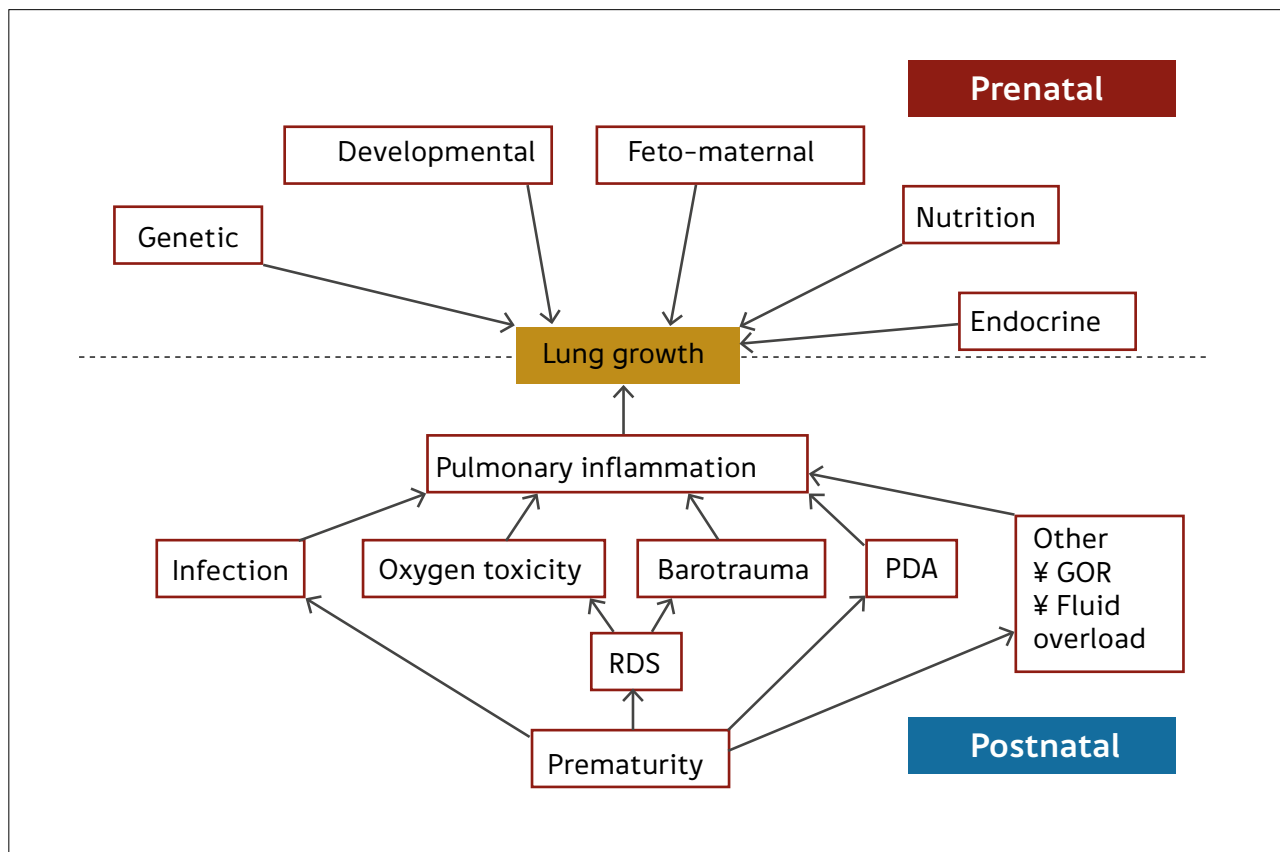 Prenatal
Developmental
Feto-maternal
Genetic
Nutrition
Endocrine
Lung growth
Pulmonary inflammation
Infection
Oxygen toxicity
Barotrauma
PDA
Other
¥ GOR
¥ Fluid
overload
RDS
Prematurity
Postnatal